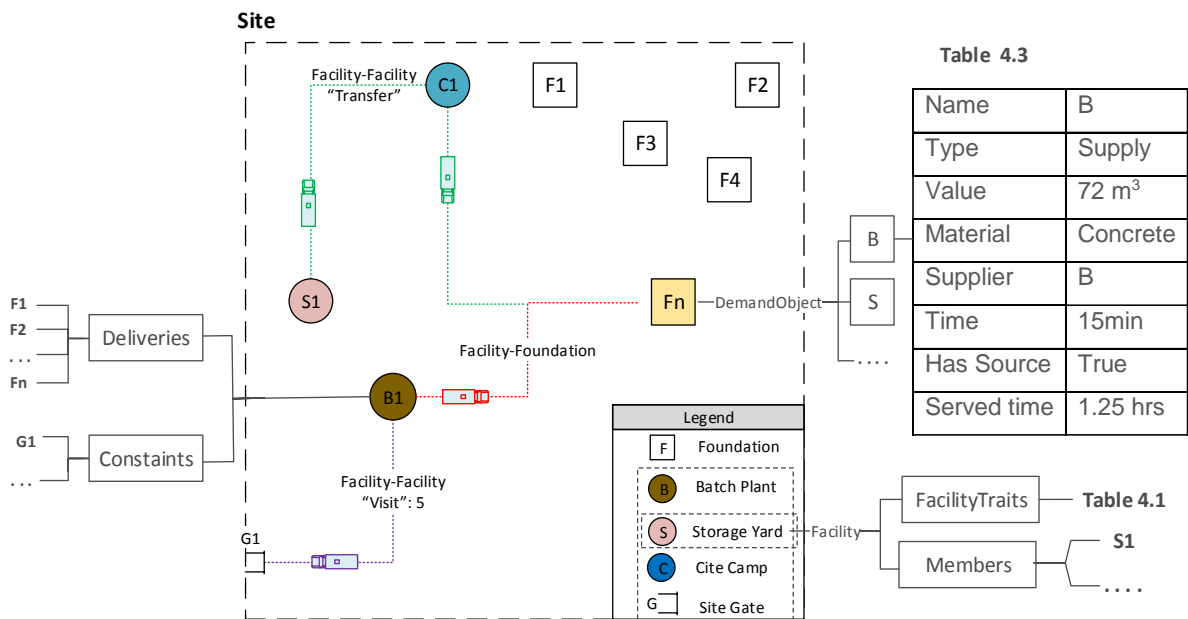 Site
Facility-Facility
“Transfer”
C1
F1
F2
F3
F4
S1
Fn
DemandObject
B
S
....
Facility-Foundation
B1
Facility-Facility
“Visit”: 5
G1
F1
F2
...
Fn
Deliveries
G1
...
Constaints
Table 4.3
Name B
Type Supply
Value 72 m³
Material Concrete
Supplier B
Time 15min
Has Source True
Served time 1.25 hrs
Legend
F Foundation
B Batch Plant
S Storage Yard
C Cite Camp
G Site Gate
Facility
FacilityTraits
Table 4.1
Members
S1
....